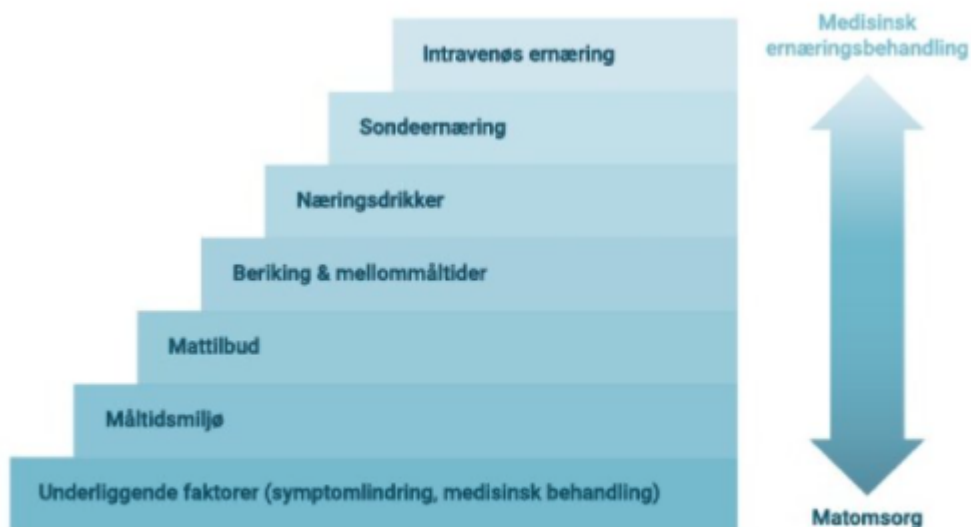 Medisinsk
ernæringsbehandling
Intravenøs ernæring
Sondeernæring
Næringsdrikker
Beriking & mellommåltider
Mattilbud
Måltidsmiljø
Underliggende faktorer (symptomlindring, medisinsk behandling)
Matomsorg